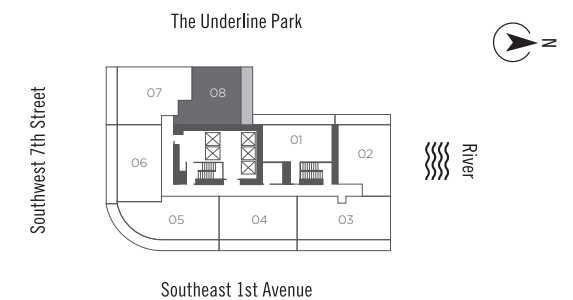 The Underline Park
N
Southwest 7th Street
07
08
01
02
06
River
05
04
03
Southeast 1st Avenue